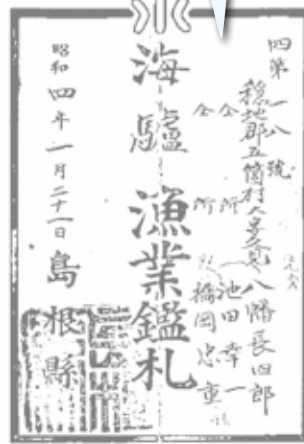 第四一八號
穏地郡五箇村久見 八幡長四郎
仝 所 池田幸一
仝 所 橋岡忠重
海驢漁業鑑札
昭和四年一月二十一日
島根縣